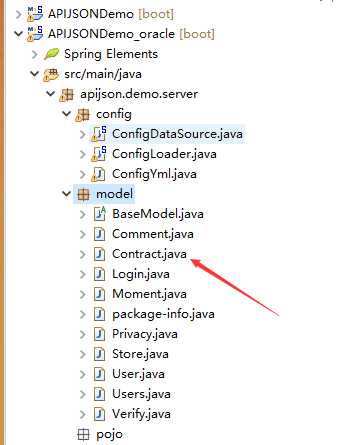 APIJSONDemo [boot]
APIJSONDemo_oracle [boot]
Spring Elements
src/main/java
apijson.demo.server
config
ConfigDataSource.java
ConfigLoader.java
ConfigYml.java
model
BaseModel.java
Comment.java
Contract.java
Login.java
Moment.java
package-info.java
Privacy.java
Store.java
User.java
Users.java
Verify.java
pojo